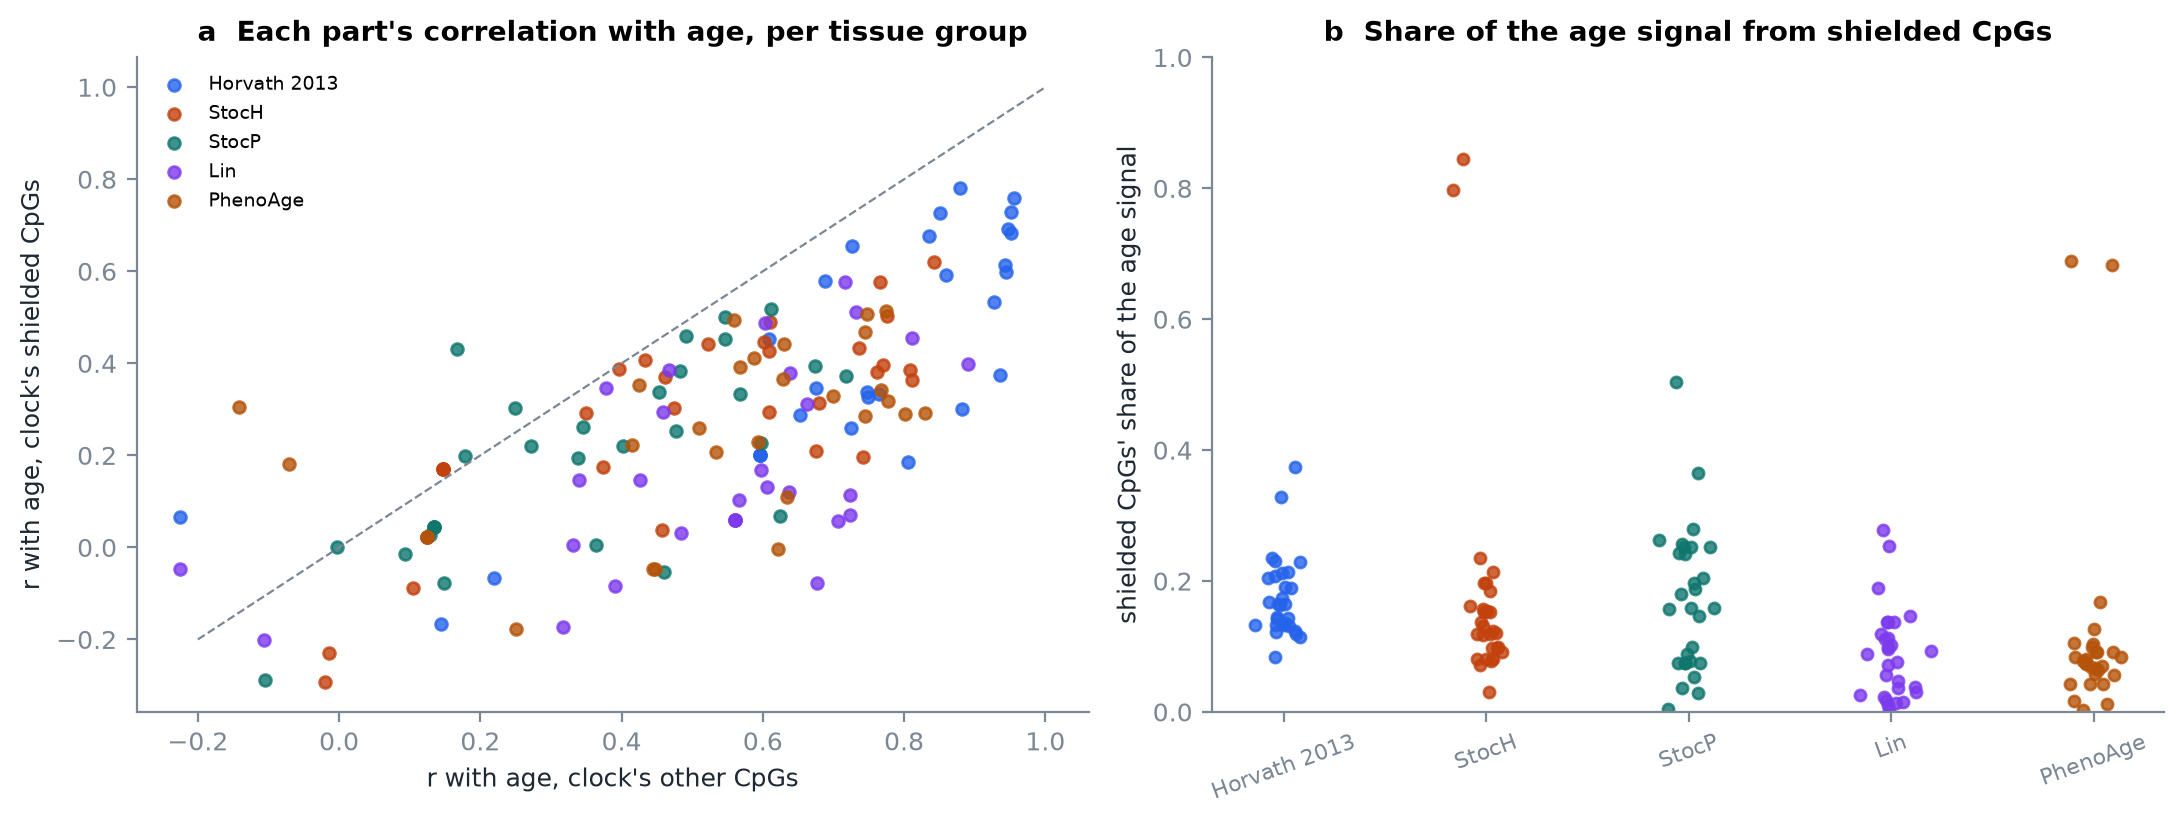 a  Each part's correlation with age, per tissue group
b  Share of the age signal from shielded CpGs
Horvath 2013
StocH
StocP
Lin
PhenoAge
r with age, clock's shielded CpGs
1.0
0.8
0.6
0.4
0.2
0.0
−0.2
−0.2
0.0
0.2
0.4
0.6
0.8
1.0
r with age, clock's other CpGs
shielded CpGs' share of the age signal
1.0
0.8
0.6
0.4
0.2
0.0
Horvath 2013
StocH
StocP
Lin
PhenoAge